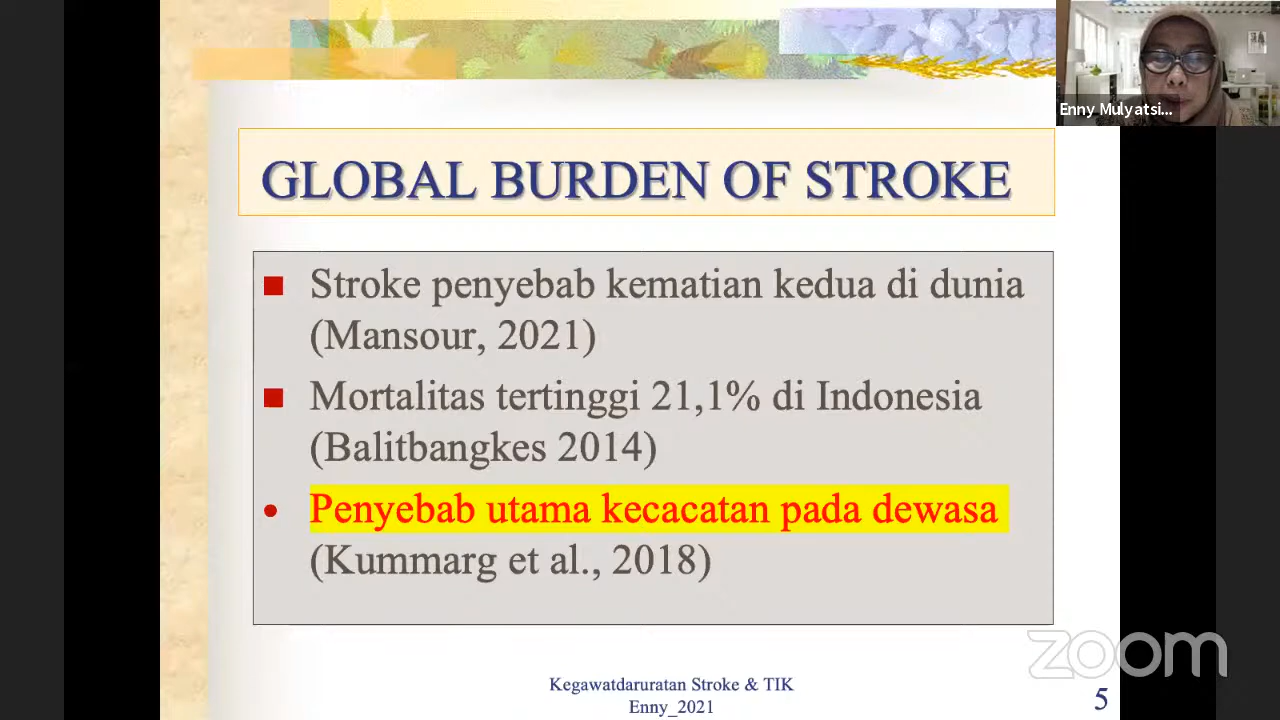 Enny Mulyatsi...
GLOBAL BURDEN OF STROKE
Stroke penyebab kematian kedua di dunia
(Mansour, 2021)
Mortalitas tertinggi 21,1% di Indonesia
(Balitbangkes 2014)
Penyebab utama kecacatan pada dewasa
(Kummarg et al., 2018)
zoom
Kegawatdaruratan Stroke & TIK
Enny_2021
5